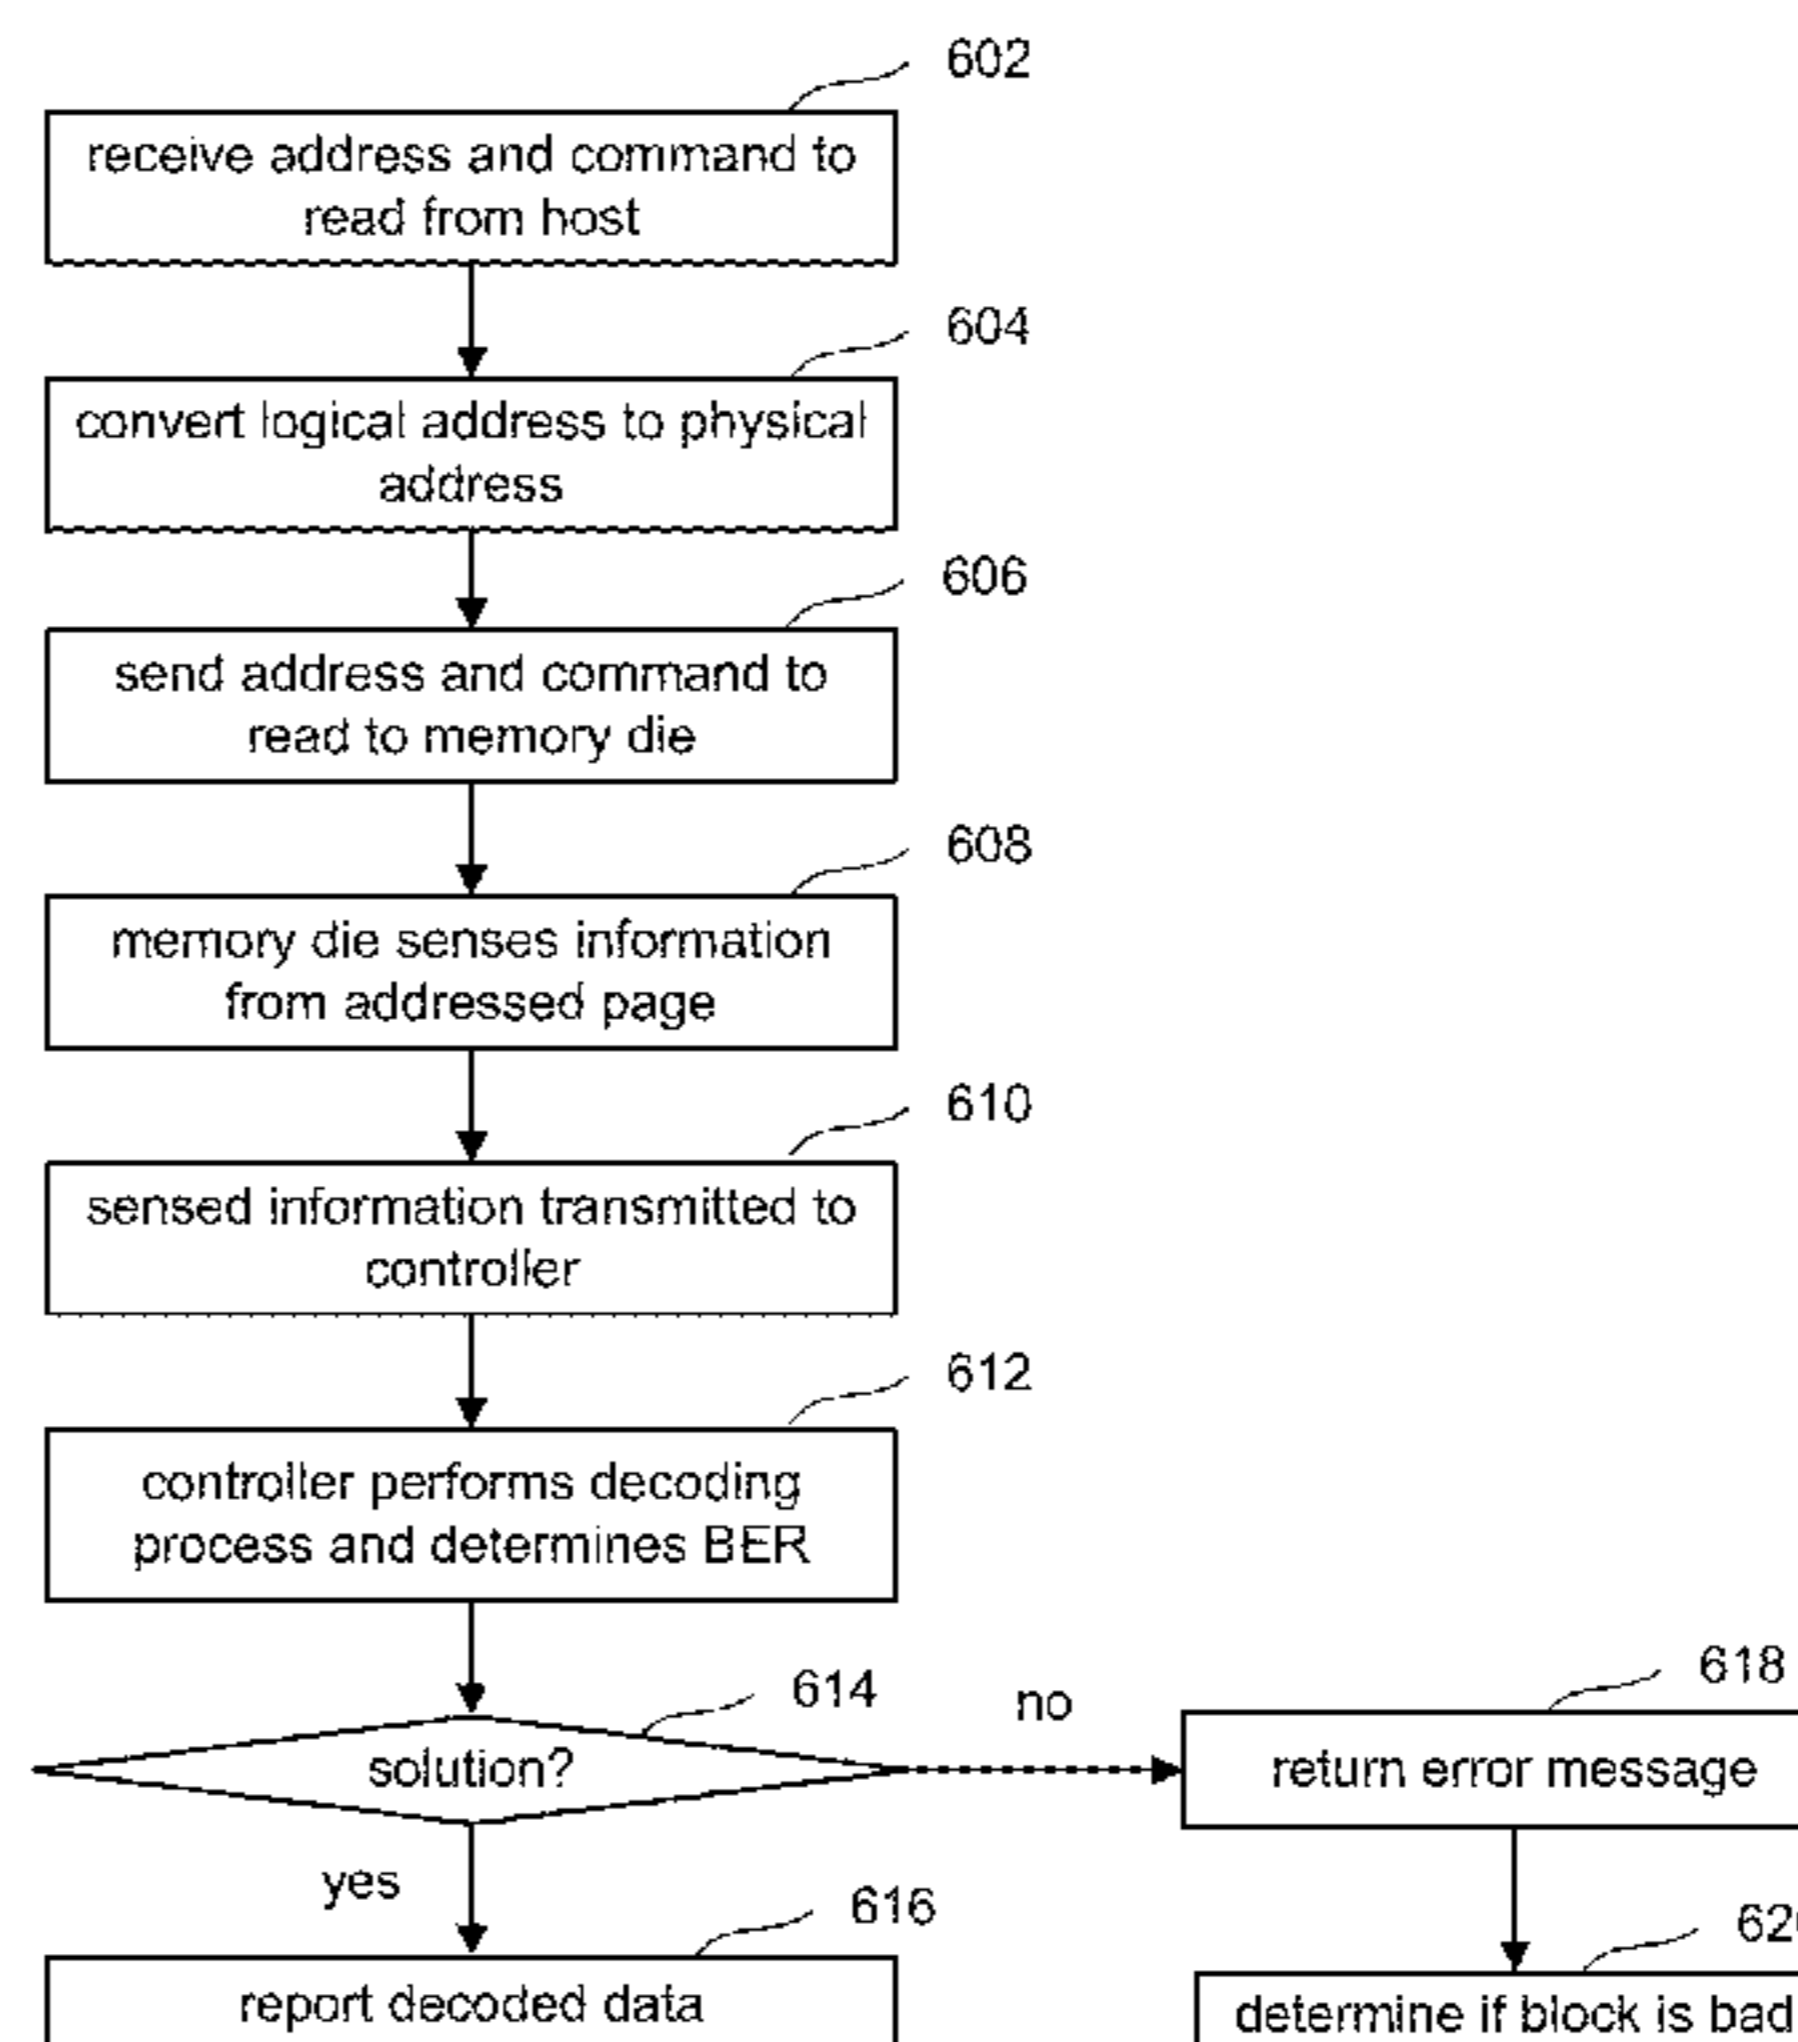 602
receive address and command to
read from host
604
convert logical address to physical
address
606
send address and command to
read to memory die
608
memory die senses information
from addressed page
610
sensed information transmitted to
controller
612
controller performs decoding
process and determines BER
614
solution?
no
618
return error message
yes
616
report decoded data
determine if block is bad